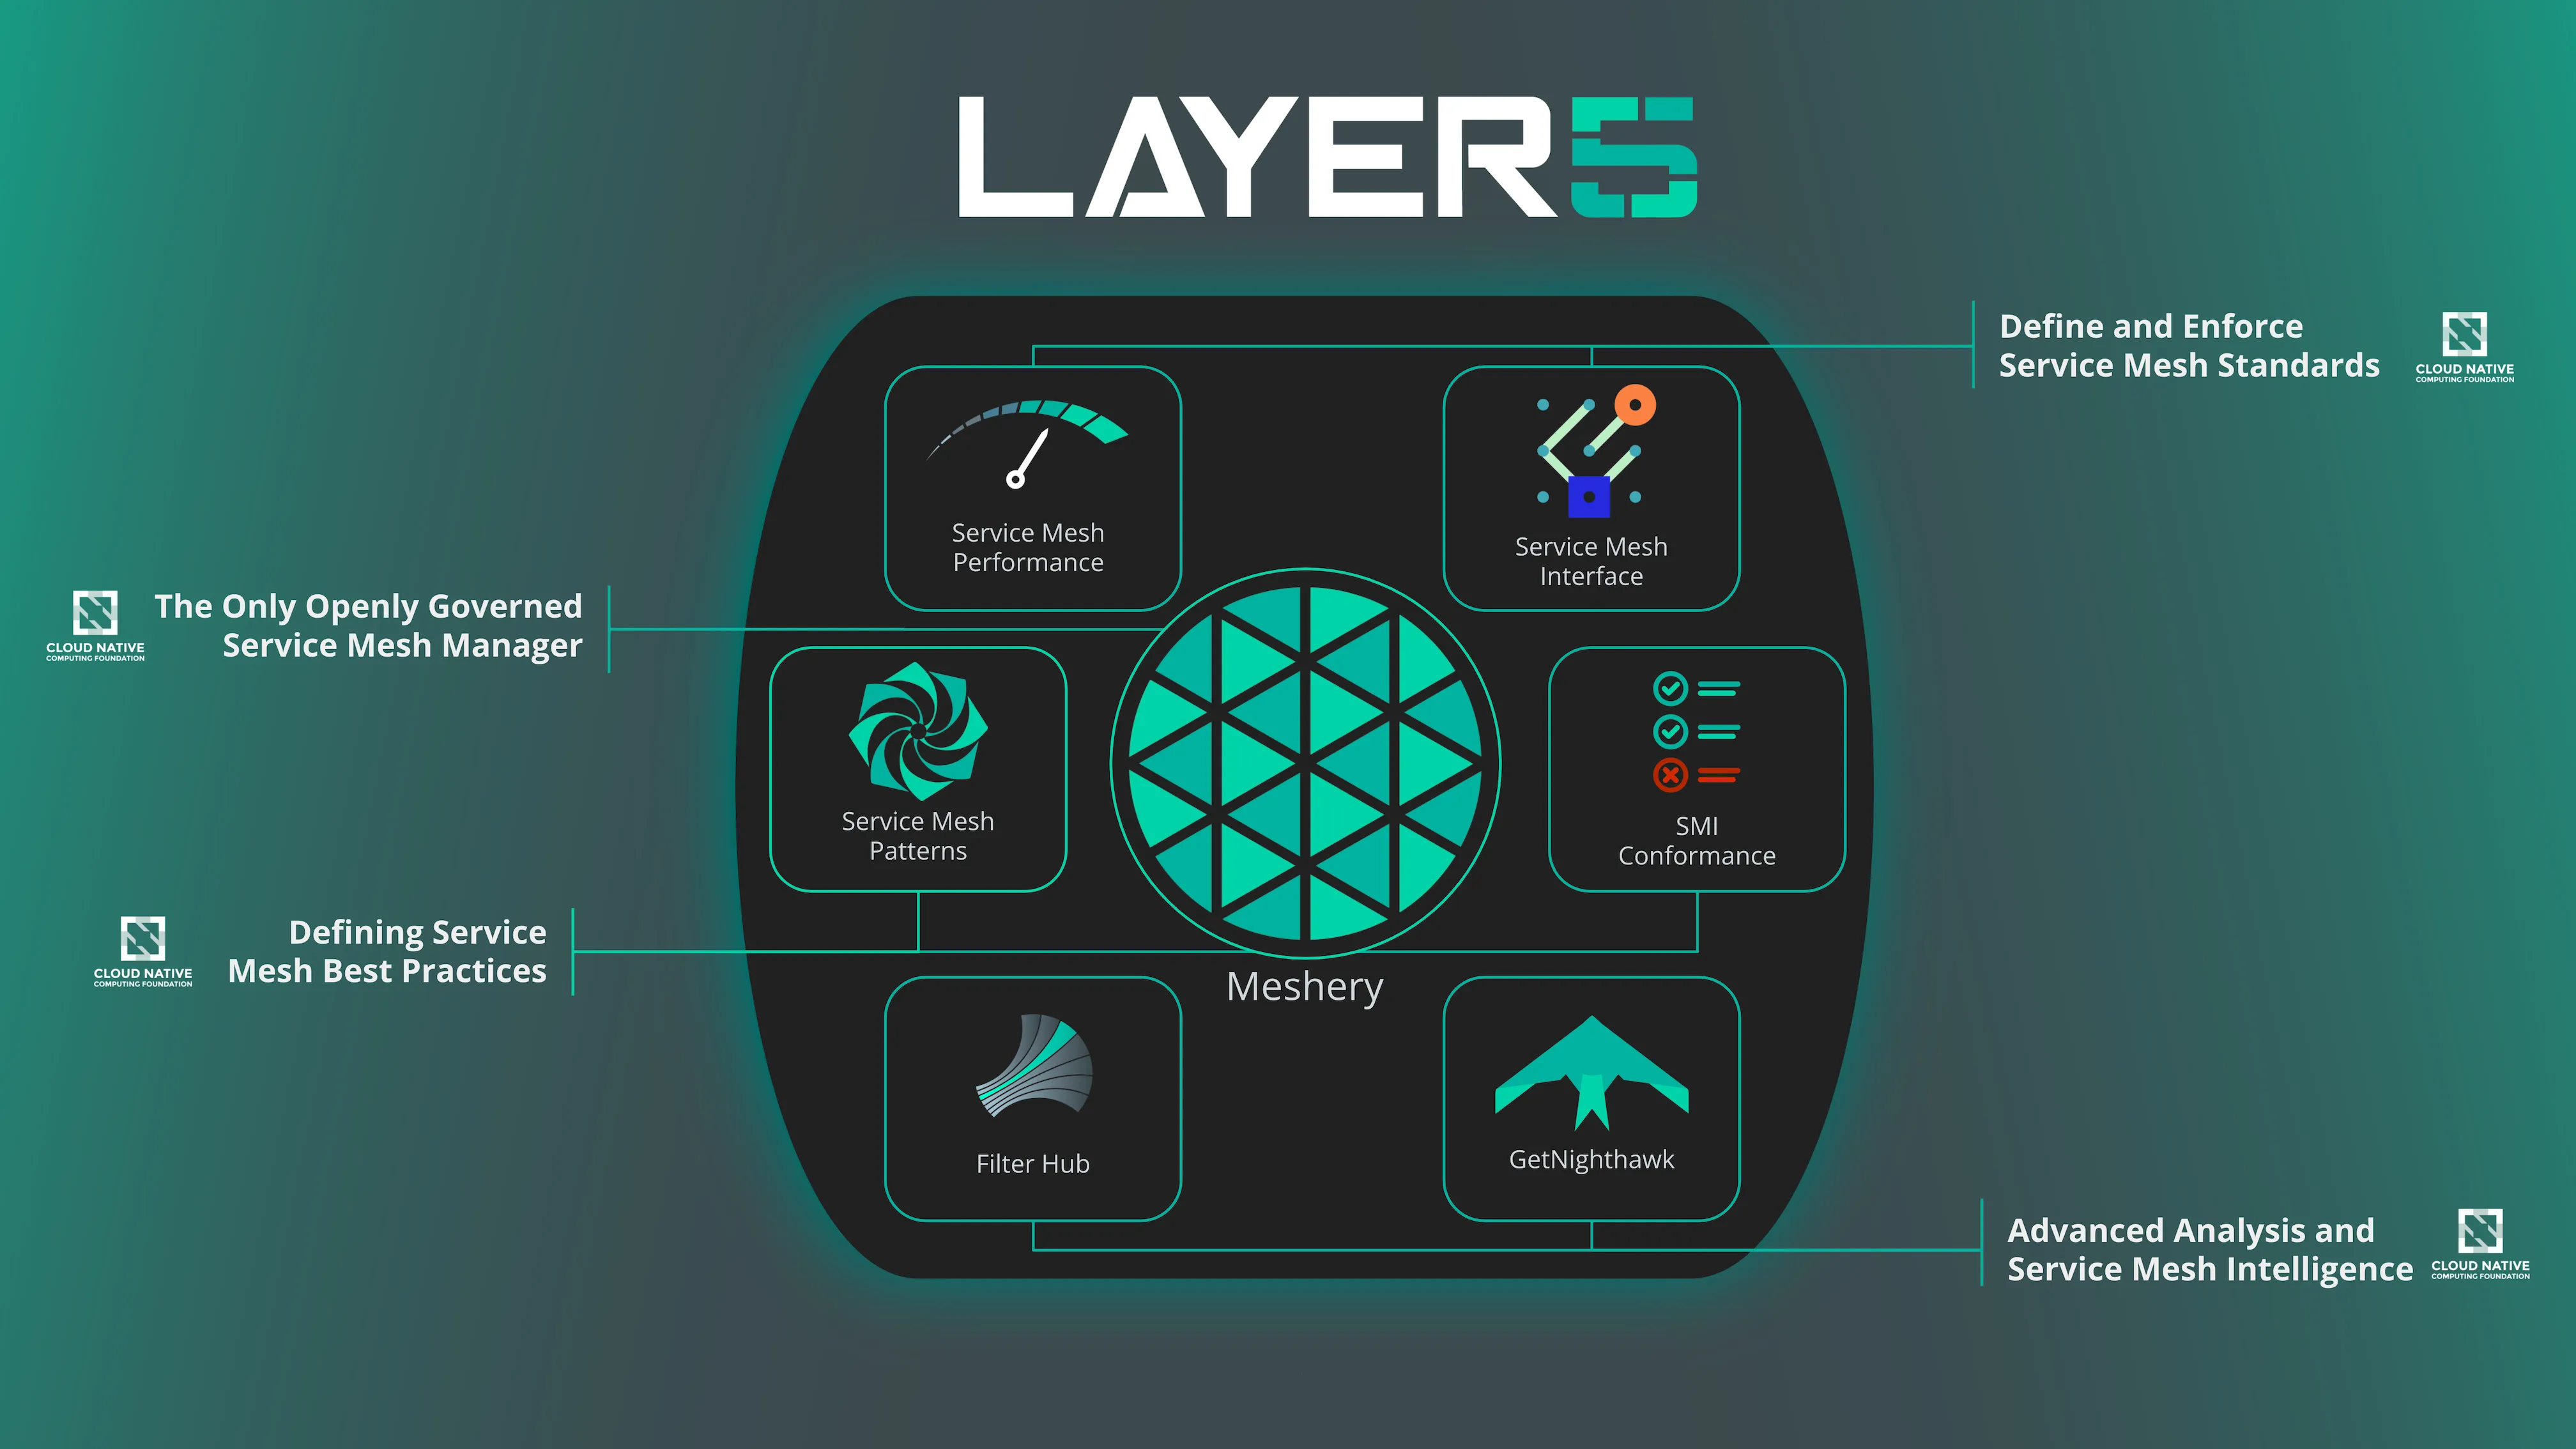 LAYER5
Define and Enforce
Service Mesh Standards
CLOUD NATIVE
COMPUTING FOUNDATION
Service Mesh
Performance
Service Mesh
Interface
CLOUD NATIVE
COMPUTING FOUNDATION
The Only Openly Governed
Service Mesh Manager
Service Mesh
Patterns
SMI
Conformance
CLOUD NATIVE
COMPUTING FOUNDATION
Defining Service
Mesh Best Practices
Meshery
Filter Hub
GetNighthawk
Advanced Analysis and
Service Mesh Intelligence
CLOUD NATIVE
COMPUTING FOUNDATION